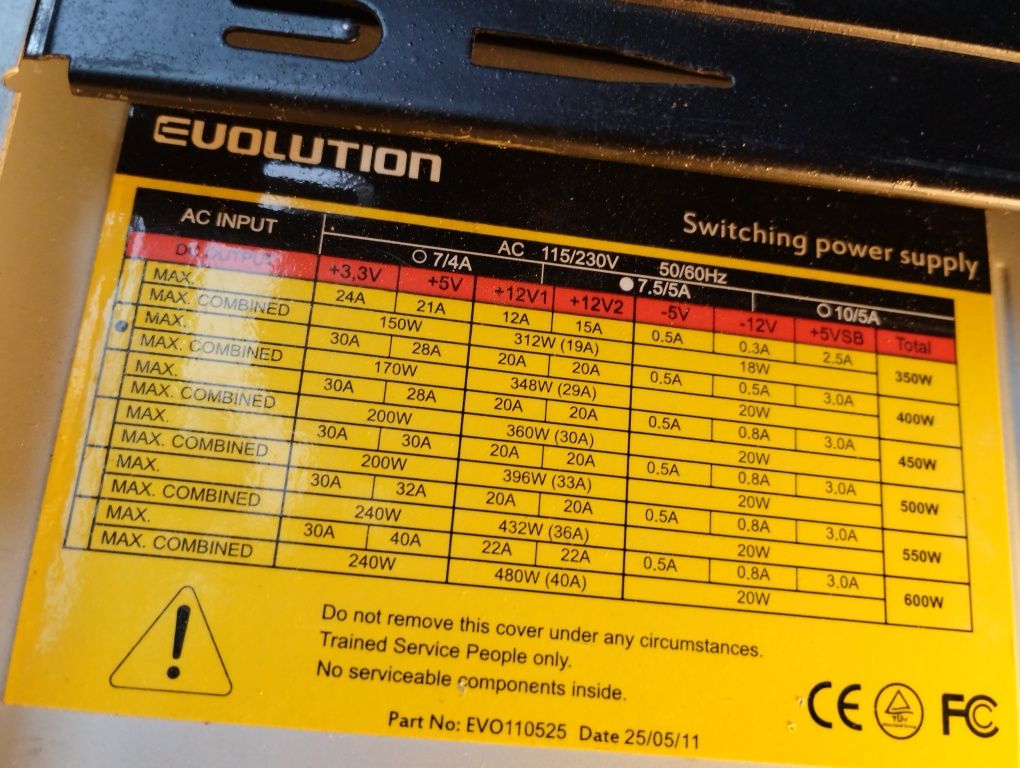 EVOLUTION
Switching power supply
AC INPUT AC 115/230V 50/60Hz
7/4A 7.5/5A 10/5A
DC OUTPUT +3,3V +5V +12V1 +12V2 -5V -12V +5VSB Total
MAX. 24A 21A 12A 15A 0.5A 0.3A 2.5A 350W
MAX. COMBINED 150W 312W (19A) 18W
MAX. 30A 28A 20A 20A 0.5A 0.5A 3.0A 400W
MAX. COMBINED 170W 348W (29A) 20W
MAX. 30A 28A 20A 20A 0.5A 0.8A 3.0A 450W
MAX. COMBINED 200W 360W (30A) 20W
MAX. 30A 30A 20A 20A 0.5A 0.8A 3.0A 500W
MAX. COMBINED 200W 396W (33A) 20W
MAX. 30A 32A 20A 20A 0.5A 0.8A 3.0A 550W
MAX. COMBINED 240W 432W (36A) 20W
MAX. 30A 40A 22A 22A 0.5A 0.8A 3.0A 600W
MAX. COMBINED 240W 480W (40A) 20W
Do not remove this cover under any circumstances.
Trained Service People only.
No serviceable components inside.
Part No: EVO110525 Date 25/05/11
CE TÜV FC